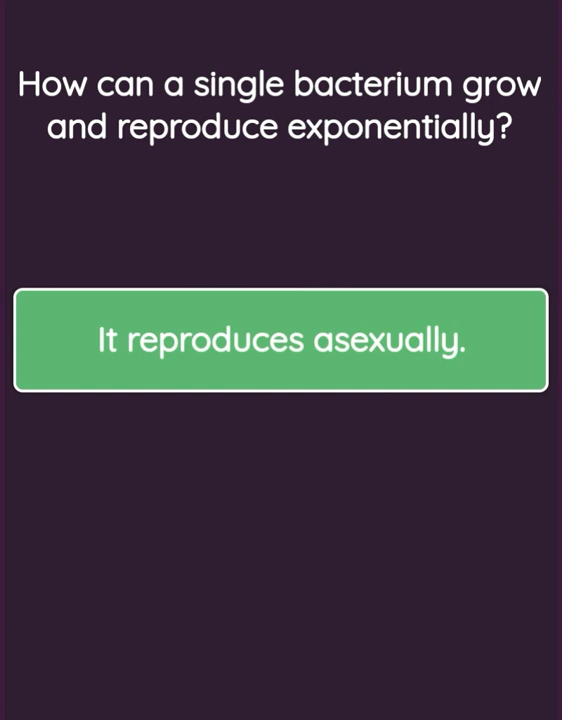 How can a single bacterium grow
and reproduce exponentially?
It reproduces asexually.